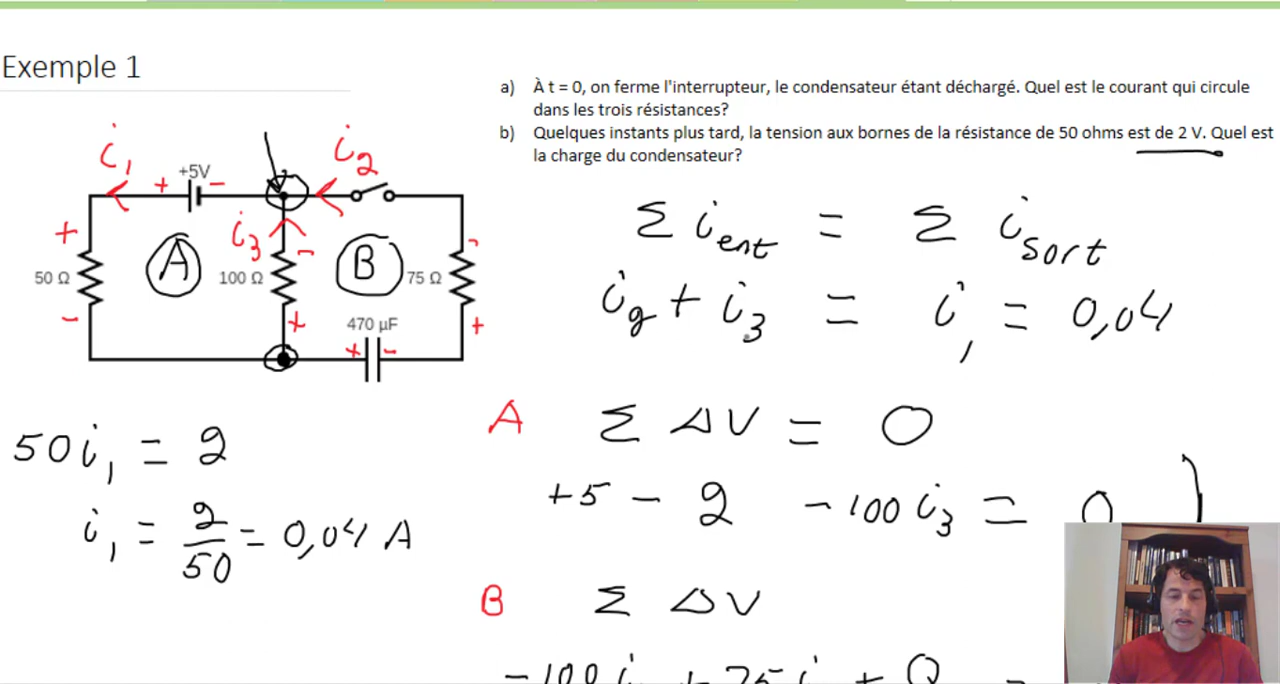 Exemple 1
a) À t = 0, on ferme l'interrupteur, le condensateur étant déchargé. Quel est le courant qui circule
dans les trois résistances?
b) Quelques instants plus tard, la tension aux bornes de la résistance de 50 ohms est de 2 V. Quel est
la charge du condensateur?
i₁
+ +5V -
i₂
+
50 Ω
-
A
i₃
100 Ω
-
+
B
75 Ω
-
+
470 µF
+ -
Σ i_ent = Σ i_sort
i₂ + i₃ = i₁ = 0,04
50 i₁ = 2
i₁ = 2/50 = 0,04 A
A Σ ΔV = 0
+5 - 2 - 100 i₃ = 0
B Σ ΔV